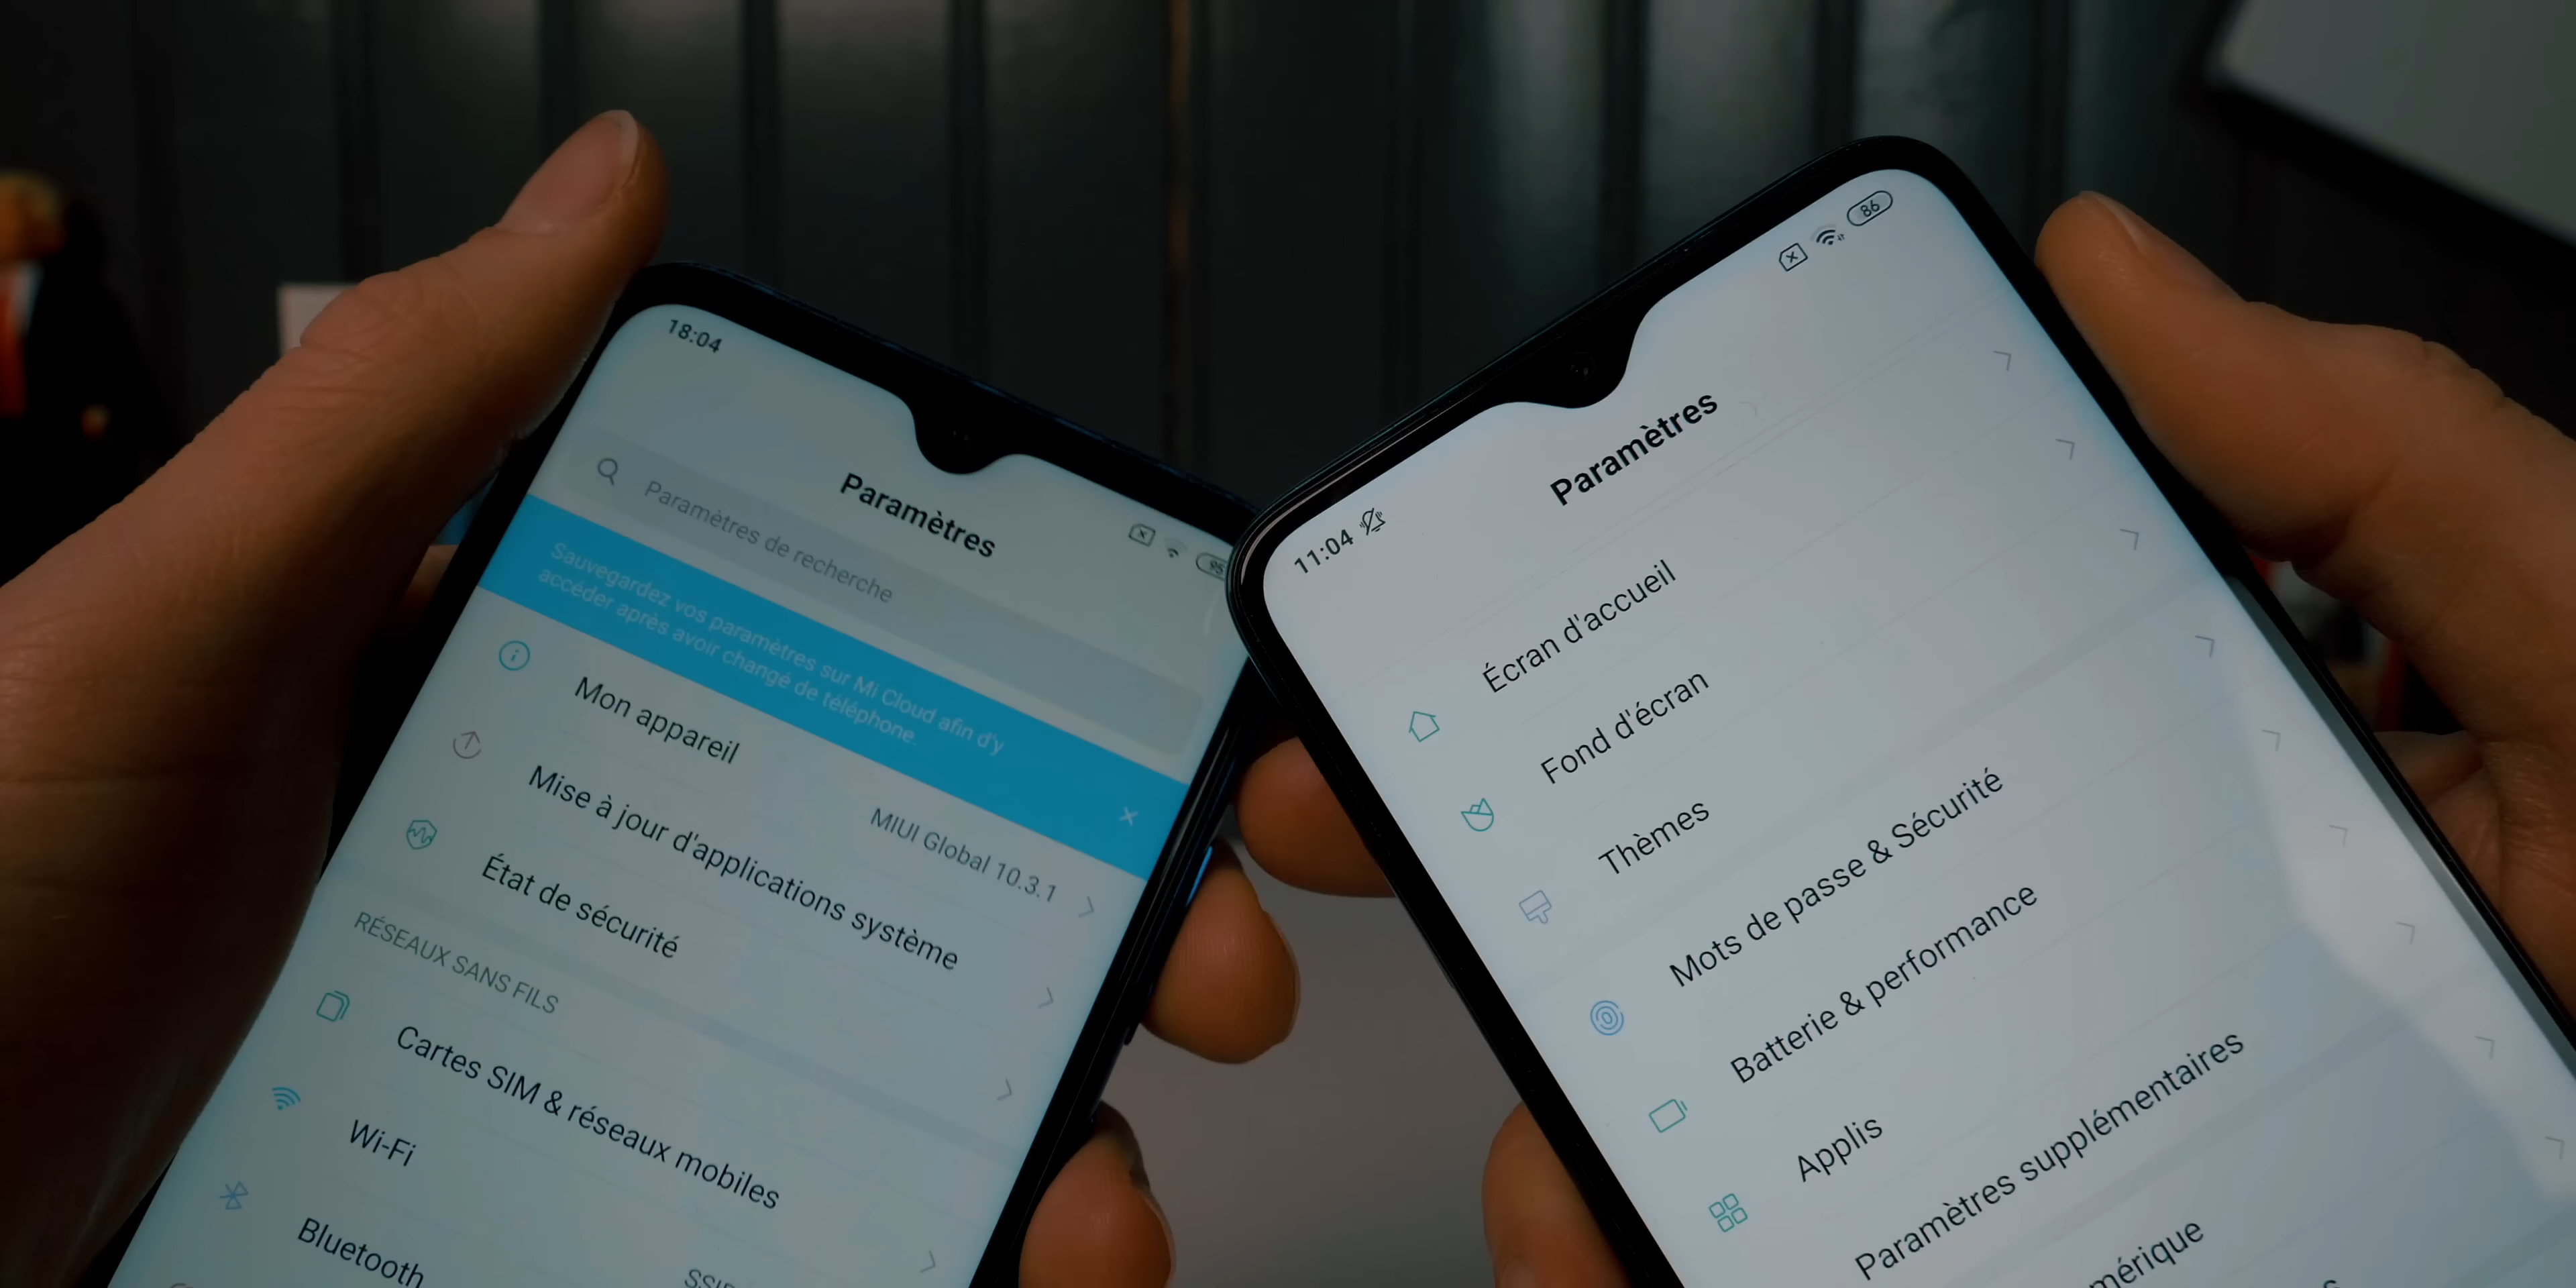 18:04
95
Paramètres
Paramètres de recherche
Sauvegardez vos paramètres sur Mi Cloud afin d'y
accéder après avoir changé de téléphone.
Mon appareil
MIUI Global 10.3.1
Mise à jour d'applications système
État de sécurité
RÉSEAUX SANS FILS
Cartes SIM & réseaux mobiles
Wi-Fi
Bluetooth
11:04
86
Paramètres
Écran d'accueil
Fond d'écran
Thèmes
Mots de passe & Sécurité
Batterie & performance
Applis
Paramètres supplémentaires